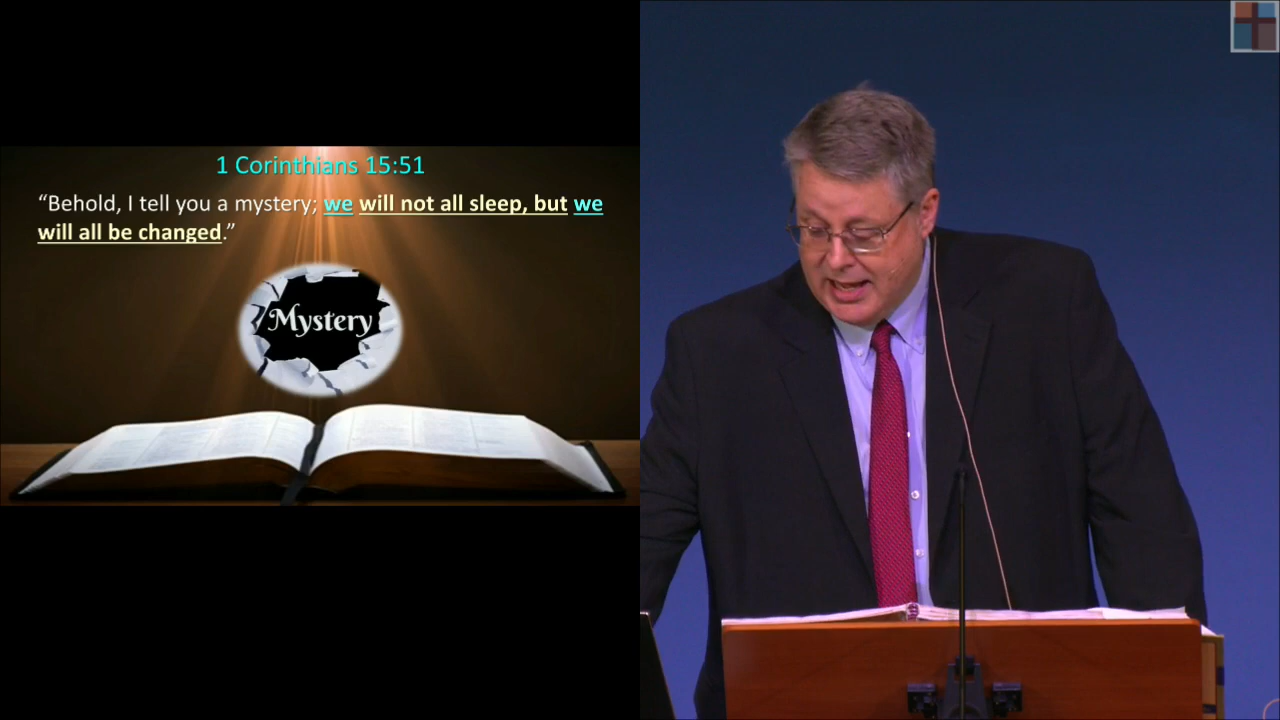 1 Corinthians 15:51
“Behold, I tell you a mystery; we will not all sleep, but we
will all be changed.”
Mystery